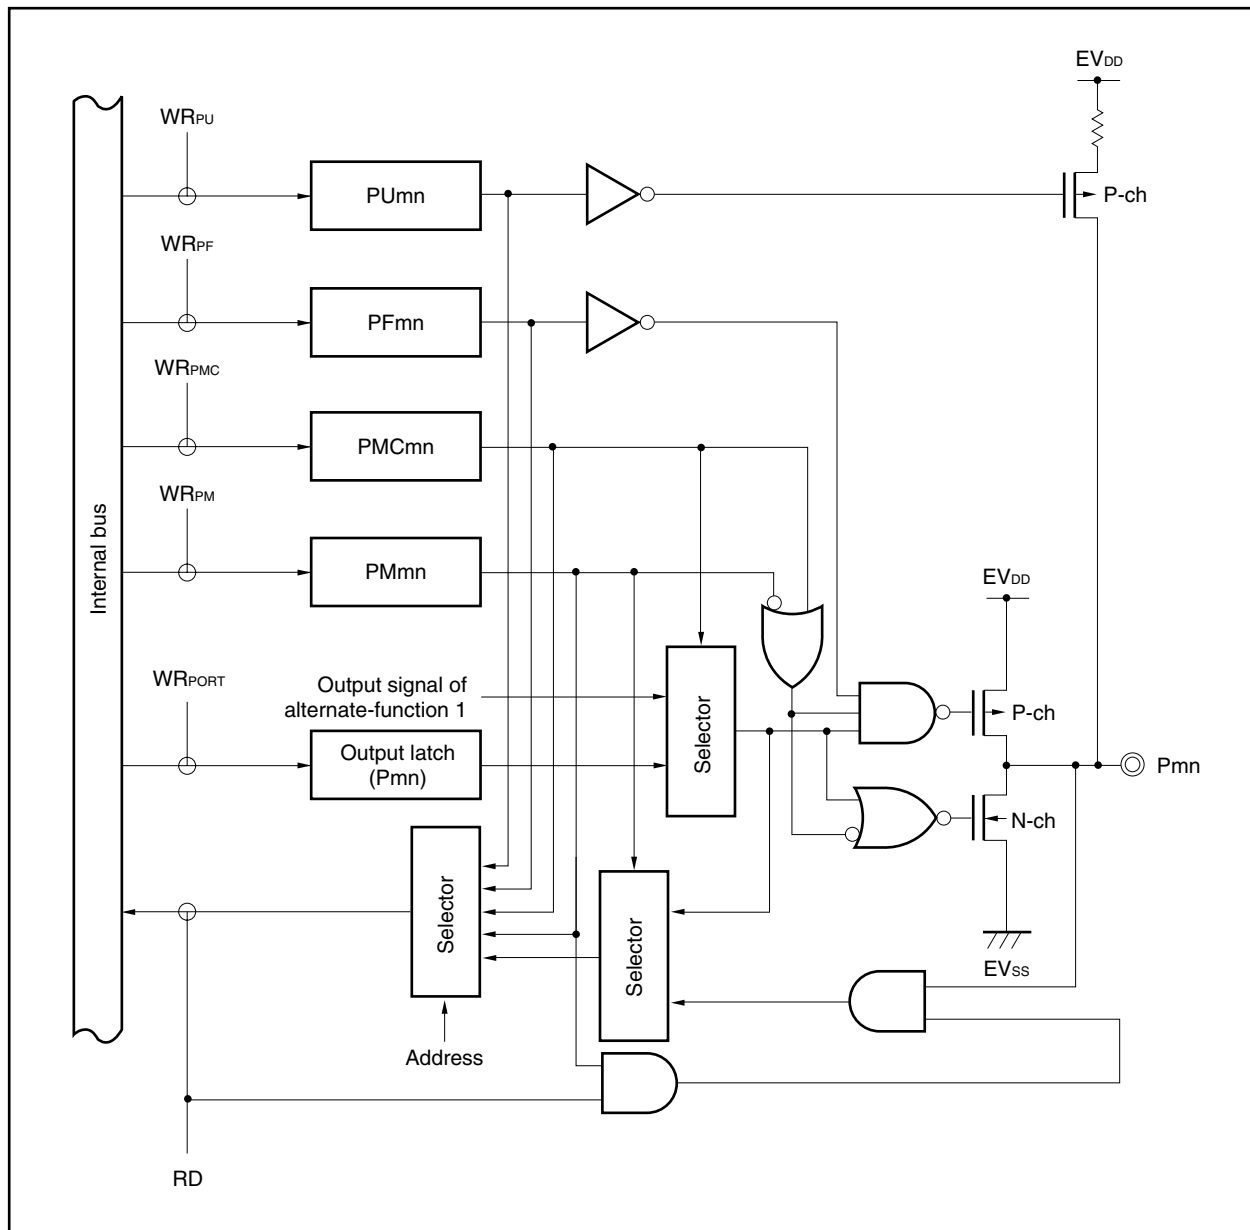 EVDD
WRPU
PUmn
P-ch
WRPF
PFmn
WRPMC
PMCmn
WRPM
PMmn
Internal bus
EVDD
WRPORT
Output signal of
alternate-function 1
Selector
P-ch
Output latch
(Pmn)
Pmn
N-ch
Selector
Selector
EVSS
Address
RD